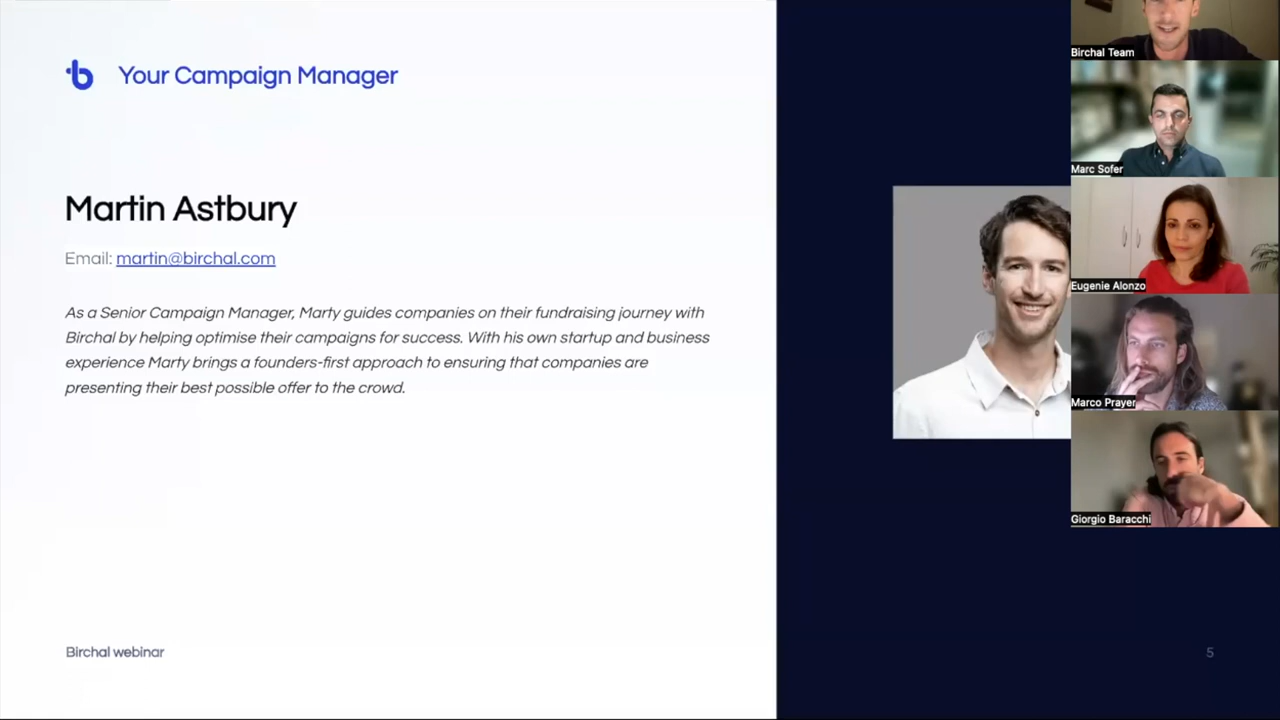 Your Campaign Manager
Martin Astbury
Email: martin@birchal.com
As a Senior Campaign Manager, Marty guides companies on their fundraising journey with
Birchal by helping optimise their campaigns for success. With his own startup and business
experience Marty brings a founders-first approach to ensuring that companies are
presenting their best possible offer to the crowd.
Birchal webinar
5
Birchal Team
Marc Sofer
Eugenie Alonzo
Marco Prayer
Giorgio Baracchi